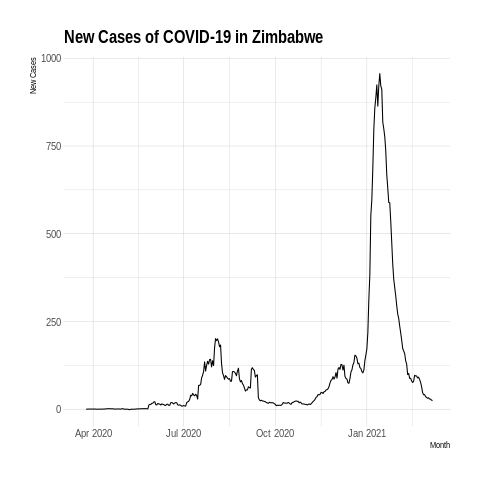 New Cases of COVID-19 in Zimbabwe
New Cases
1000
750
500
250
0
Apr 2020 Jul 2020 Oct 2020 Jan 2021
Month